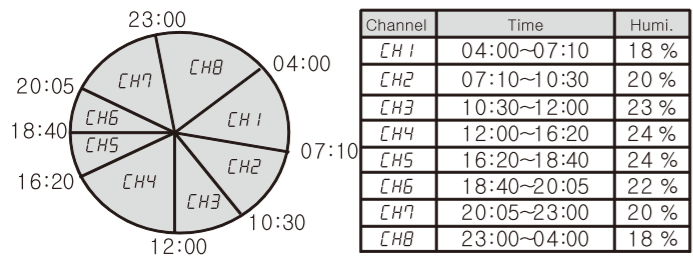 23:00
04:00
20:05
CH7
CH8
CH6
CH1
18:40
CH5
07:10
CH2
16:20
CH4
CH3
10:30
12:00
Channel Time Humi.
CH1 04:00~07:10 18 %
CH2 07:10~10:30 20 %
CH3 10:30~12:00 23 %
CH4 12:00~16:20 24 %
CH5 16:20~18:40 24 %
CH6 18:40~20:05 22 %
CH7 20:05~23:00 20 %
CH8 23:00~04:00 18 %